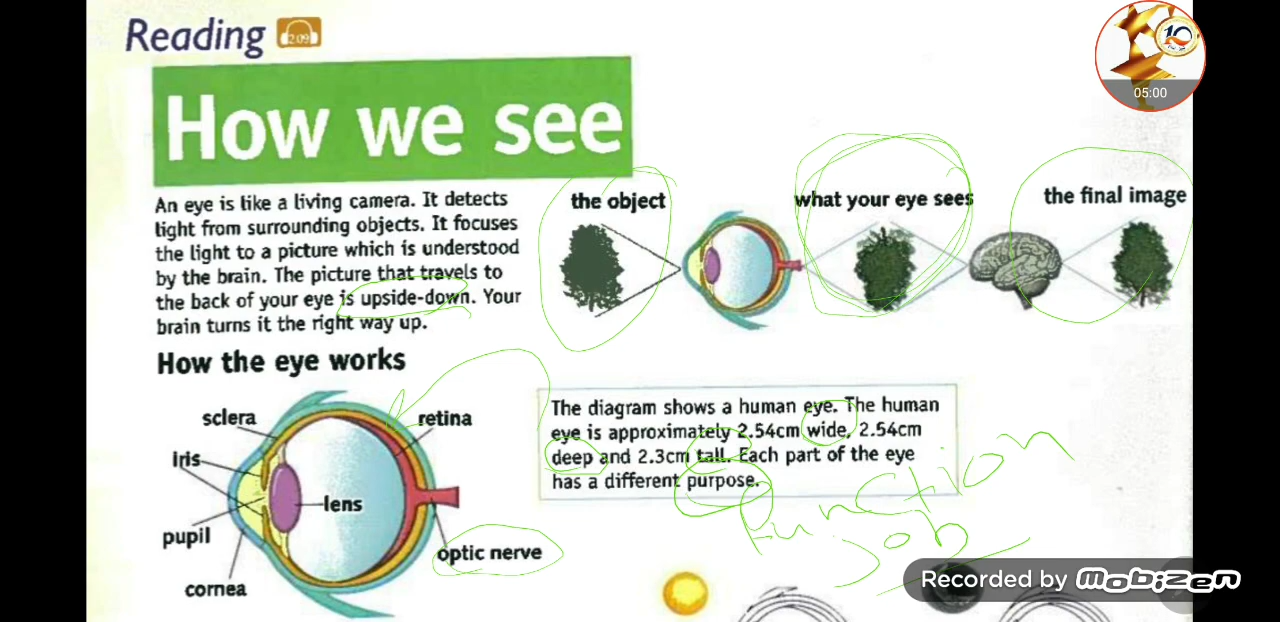 Reading
2.09
10
05:00
How we see
An eye is like a living camera. It detects
light from surrounding objects. It focuses
the light to a picture which is understood
by the brain. The picture that travels to
the back of your eye is upside-down. Your
brain turns it the right way up.
the object
what your eye sees
the final image
How the eye works
sclera
retina
iris
lens
pupil
optic nerve
cornea
The diagram shows a human eye. The human
eye is approximately 2.54cm wide, 2.54cm
deep and 2.3cm tall. Each part of the eye
has a different purpose.
function
Job
Recorded by Mobizen